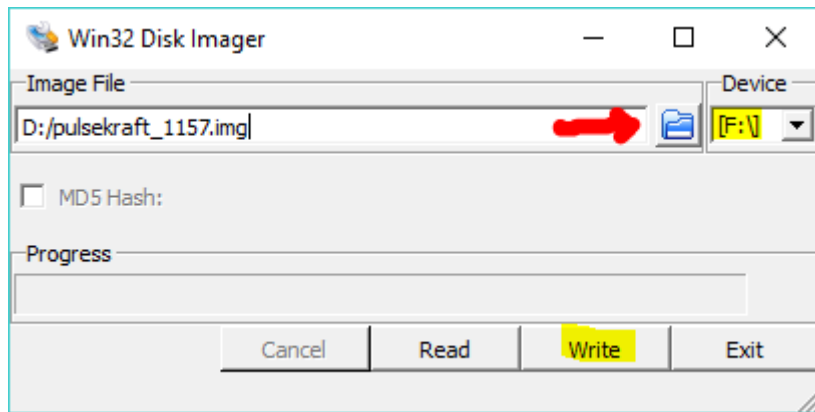 Win32 Disk Imager
Image File
Device
D:/pulsekraft_1157.img
[F:\]
MD5 Hash:
Progress
Cancel
Read
Write
Exit